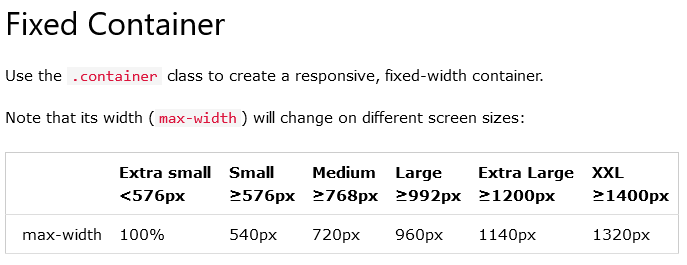 Fixed Container
Use the .container class to create a responsive, fixed-width container.
Note that its width (max-width) will change on different screen sizes:
Extra small Small Medium Large Extra Large XXL
<576px ≥576px ≥768px ≥992px ≥1200px ≥1400px
max-width 100% 540px 720px 960px 1140px 1320px